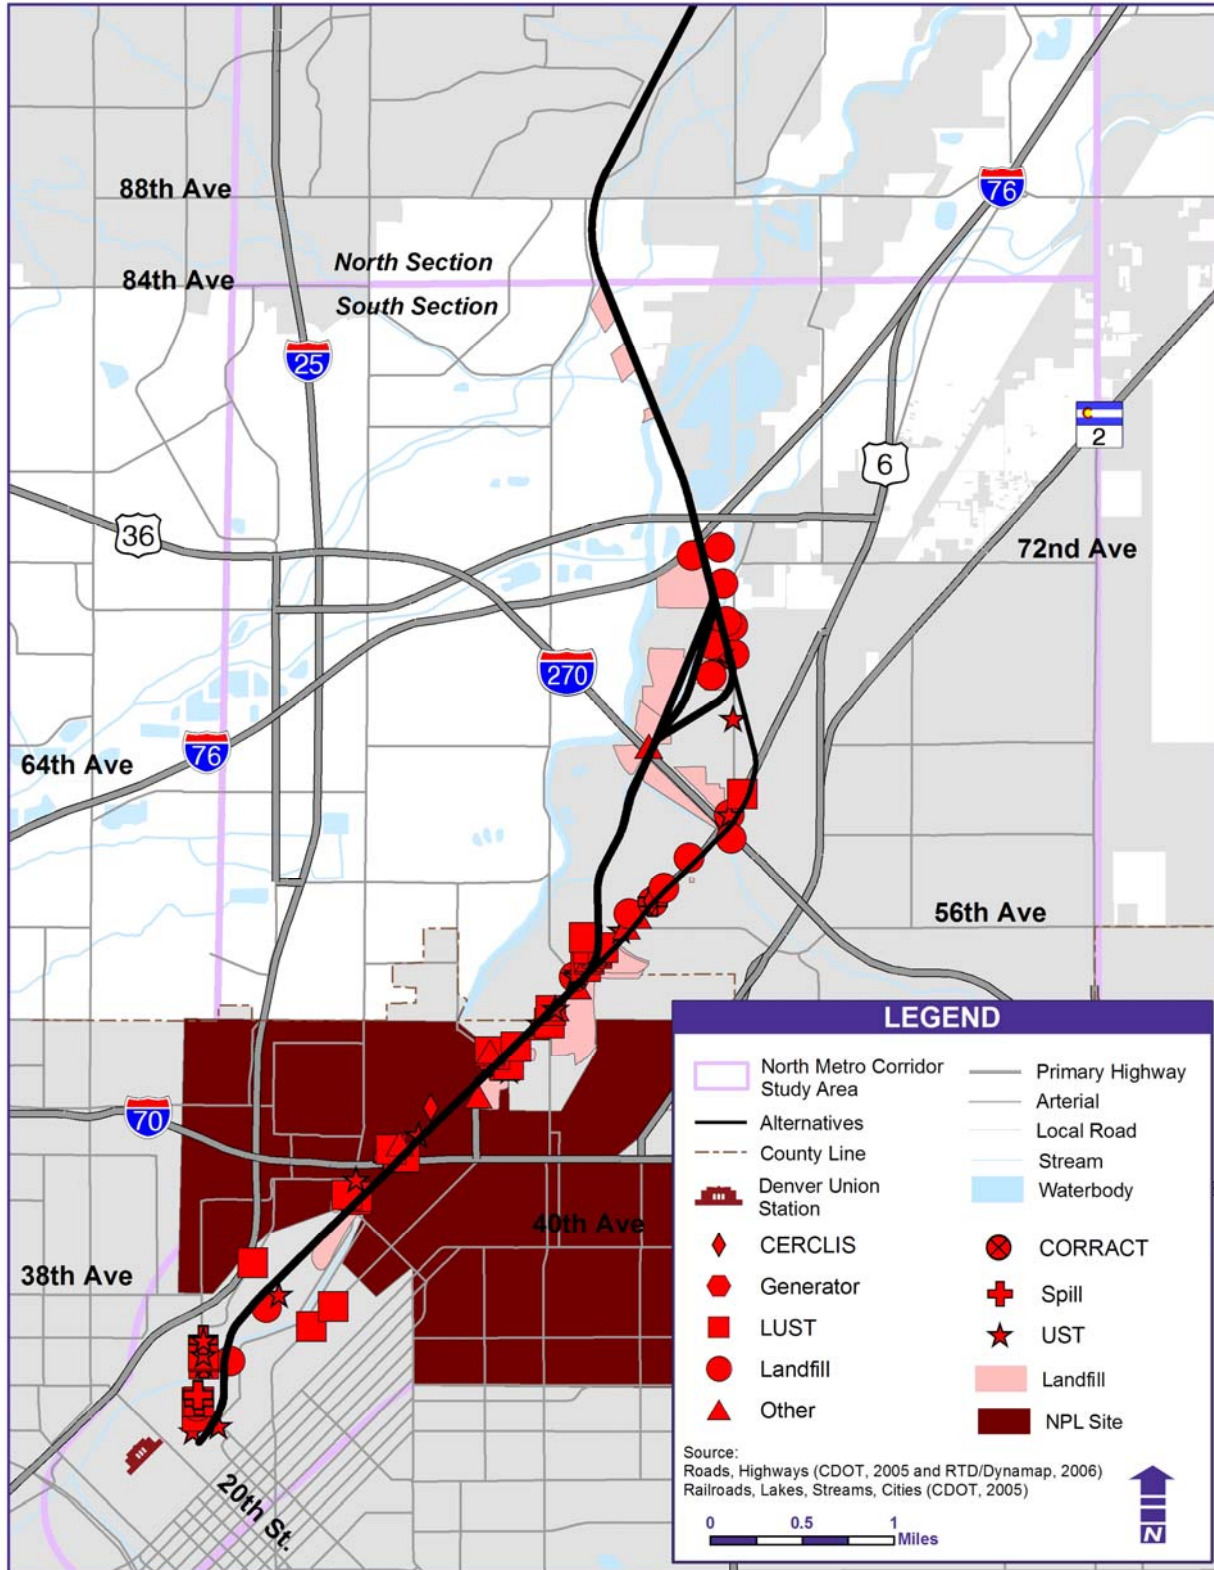 88th Ave
76
84th Ave
North Section
South Section
25
2
6
36
72nd Ave
270
76
64th Ave
56th Ave
70
40th Ave
38th Ave
20th St.
LEGEND
North Metro Corridor
Study Area
Alternatives
County Line
Denver Union
Station
CERCLIS
Generator
LUST
Landfill
Other
Primary Highway
Arterial
Local Road
Stream
Waterbody
CORRACT
Spill
UST
Landfill
NPL Site
Source:
Roads, Highways (CDOT, 2005 and RTD/Dynamap, 2006)
Railroads, Lakes, Streams, Cities (CDOT, 2005)
0 0.5 1
Miles
N